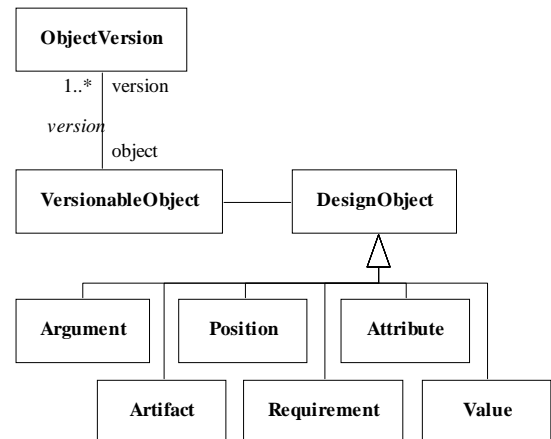 ObjectVersion
1..* version
version
object
VersionableObject DesignObject
Argument Position Attribute
Artifact Requirement Value